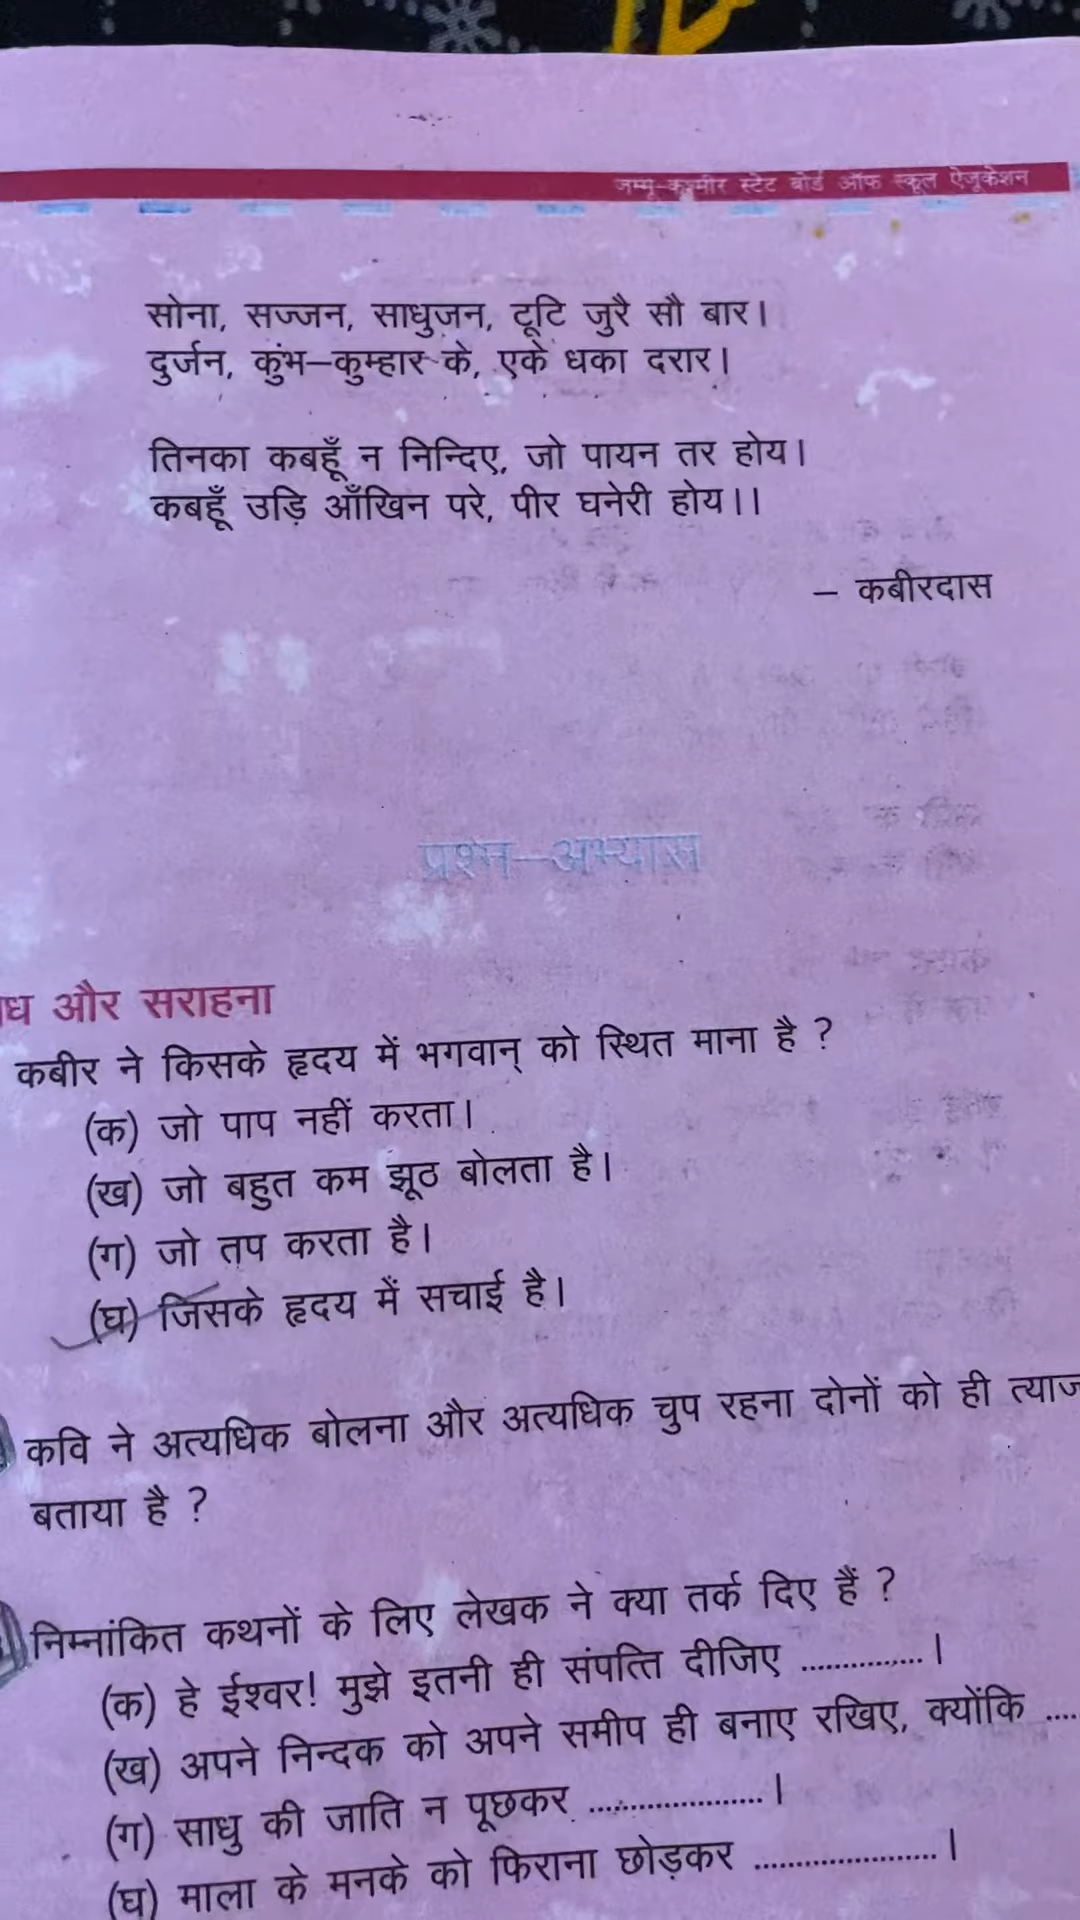 जम्मू-कश्मीर स्टेट बोर्ड ऑफ स्कूल ऐजुकेशन
सोना, सज्जन, साधुजन, टूटि जुरै सौ बार।
दुर्जन, कुंभ–कुम्हार के, एके धका दरार।
तिनका कबहूँ न निन्दिए, जो पायन तर होय।
कबहूँ उड़ि आँखिन परे, पीर घनेरी होय।।
– कबीरदास
प्रश्न–अभ्यास
और सराहना
कबीर ने किसके हृदय में भगवान् को स्थित माना है ?
(क) जो पाप नहीं करता।
(ख) जो बहुत कम झूठ बोलता है।
(ग) जो तप करता है।
(घ) जिसके हृदय में सचाई है।
कवि ने अत्यधिक बोलना और अत्यधिक चुप रहना दोनों को ही
बताया है ?
निम्नांकित कथनों के लिए लेखक ने क्या तर्क दिए हैं ?
(क) हे ईश्वर! मुझे इतनी ही संपत्ति दीजिए ...............।
(ख) अपने निन्दक को अपने समीप ही बनाए रखिए, क्योंकि ....
(ग) साधु की जाति न पूछकर ......................।
(घ) माला के मनके को फिराना छोड़कर ......................।